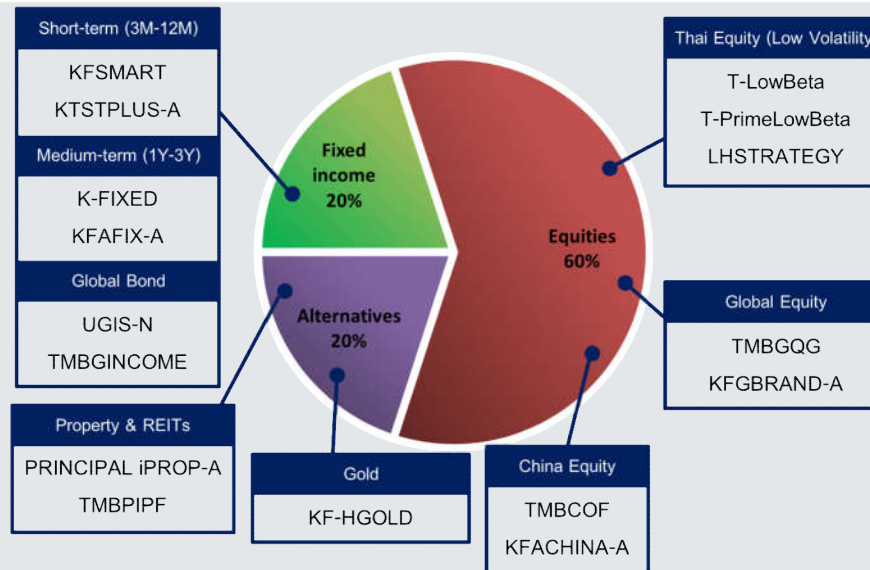 Short-term (3M-12M)
KFSMART
KTSTPLUS-A
Medium-term (1Y-3Y)
K-FIXED
KFAFIX-A
Global Bond
UGIS-N
TMBGINCOME
Property & REITs
PRINCIPAL iPROP-A
TMBPIPF
Gold
KF-HGOLD
China Equity
TMBCOF
KFACHINA-A
Fixed
income
20%
Alternatives
20%
Equities
60%
Thai Equity (Low Volatility
T-LowBeta
T-PrimeLowBeta
LHSTRATEGY
Global Equity
TMBGQG
KFGBRAND-A